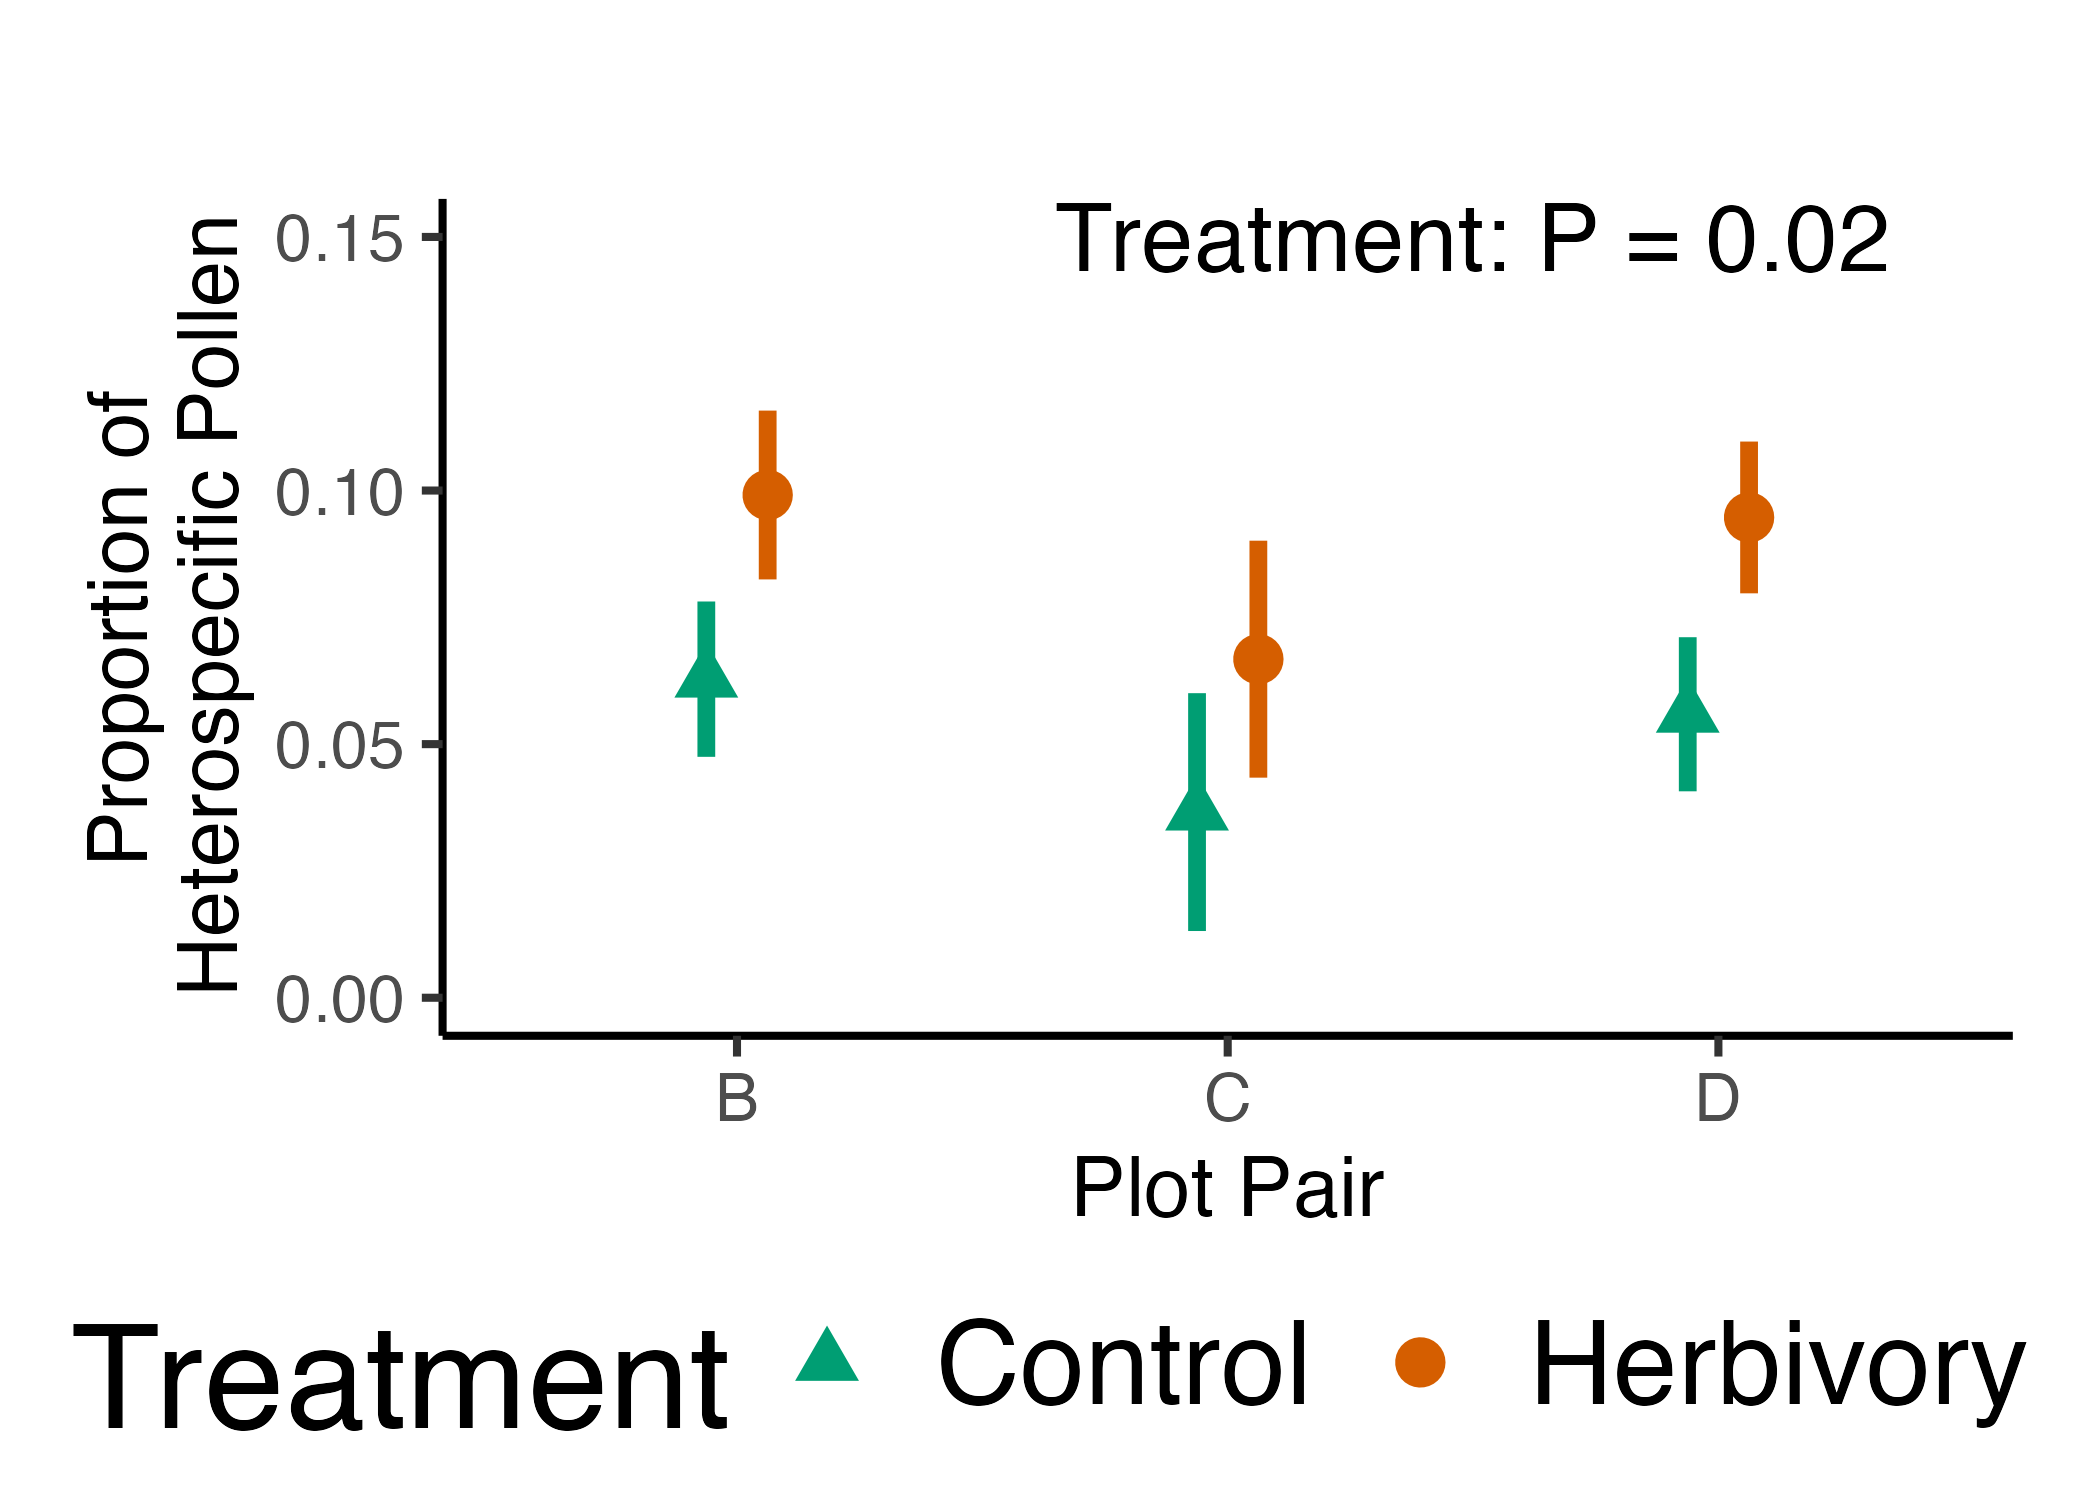 Treatment: P = 0.02
Proportion of
Heterospecific Pollen
0.15
0.10
0.05
0.00
B
C
D
Plot Pair
Treatment
Control
Herbivory